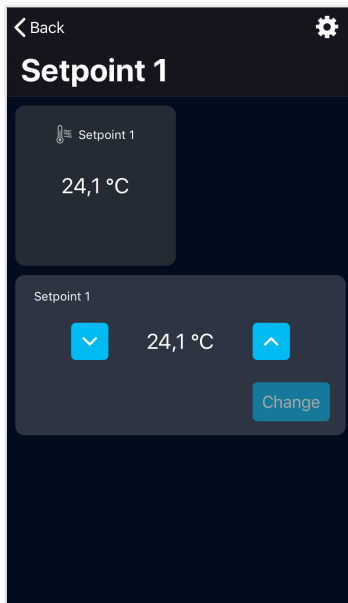 Back
Setpoint 1
Setpoint 1
24,1 °C
Setpoint 1
24,1 °C
Change